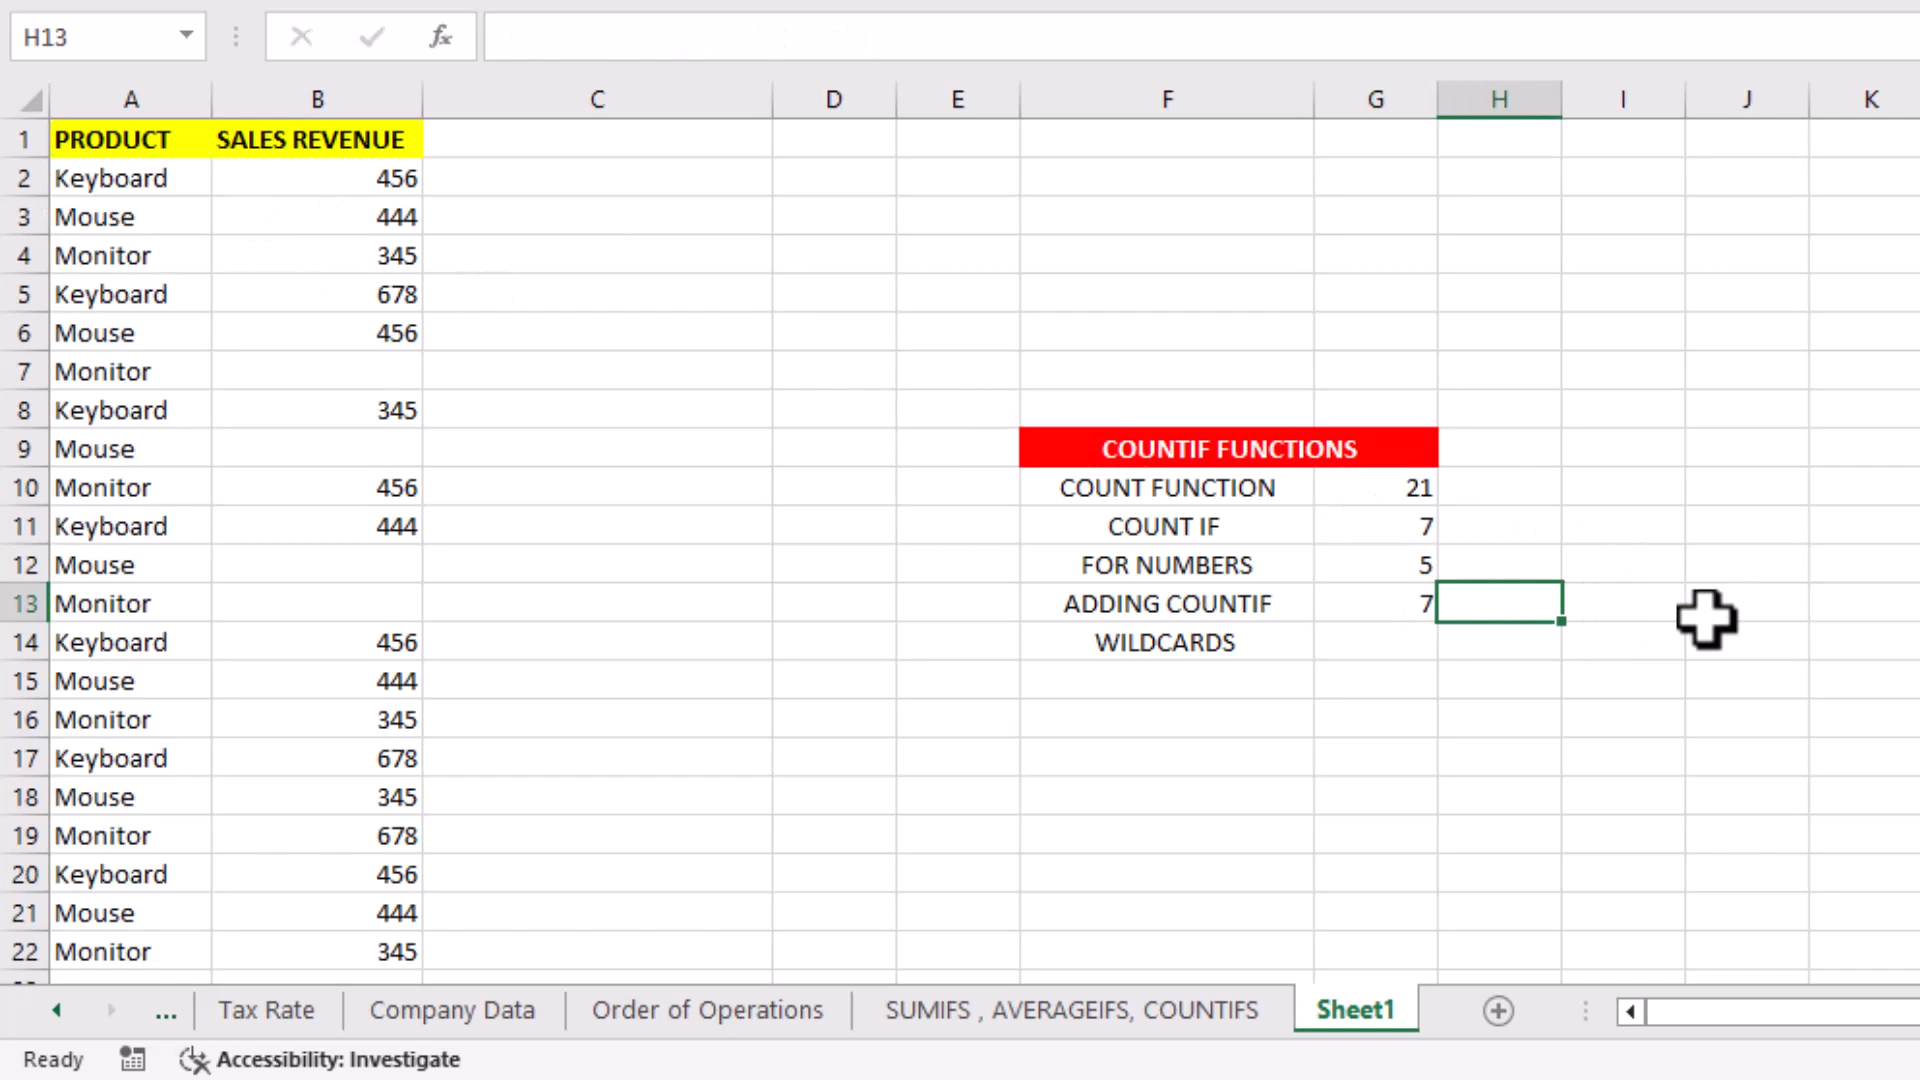 H13 fx
A B C D E F G H I J K
1 PRODUCT SALES REVENUE
2 Keyboard 456
3 Mouse 444
4 Monitor 345
5 Keyboard 678
6 Mouse 456
7 Monitor
8 Keyboard 345
9 Mouse COUNTIF FUNCTIONS
10 Monitor 456 COUNT FUNCTION 21
11 Keyboard 444 COUNT IF 7
12 Mouse FOR NUMBERS 5
13 Monitor ADDING COUNTIF 7
14 Keyboard 456 WILDCARDS
15 Mouse 444
16 Monitor 345
17 Keyboard 678
18 Mouse 345
19 Monitor 678
20 Keyboard 456
21 Mouse 444
22 Monitor 345
... Tax Rate Company Data Order of Operations SUMIFS , AVERAGEIFS, COUNTIFS Sheet1
Ready Accessibility: Investigate